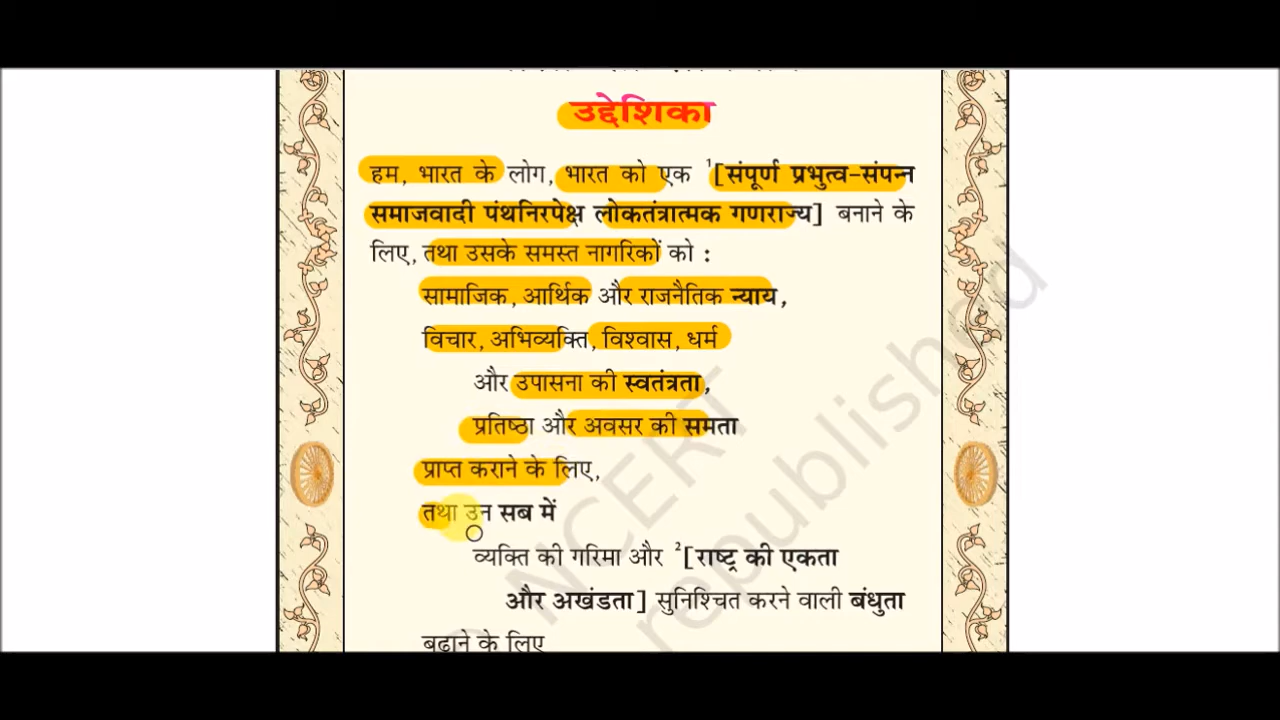 उद्देशिका
हम, भारत के लोग, भारत को एक ¹[संपूर्ण प्रभुत्व-संपन्न
समाजवादी पंथनिरपेक्ष लोकतंत्रात्मक गणराज्य] बनाने के
लिए, तथा उसके समस्त नागरिकों को :
सामाजिक, आर्थिक और राजनैतिक न्याय,
विचार, अभिव्यक्ति, विश्वास, धर्म
और उपासना की स्वतंत्रता,
प्रतिष्ठा और अवसर की समता
प्राप्त कराने के लिए,
तथा उन सब में
व्यक्ति की गरिमा और ²[राष्ट्र की एकता
और अखंडता] सुनिश्चित करने वाली बंधुता
बढ़ाने के लिए
NCERT
republished